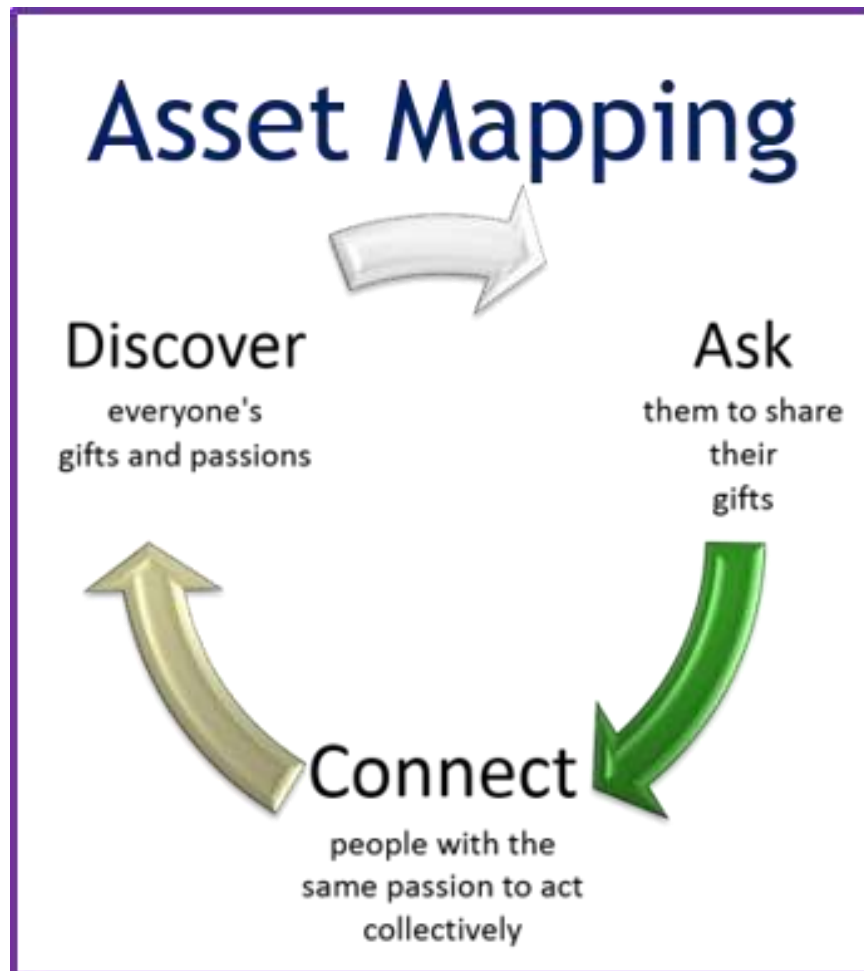 Asset Mapping
Discover
everyone's
gifts and passions
Ask
them to share
their
gifts
Connect
people with the
same passion to act
collectively